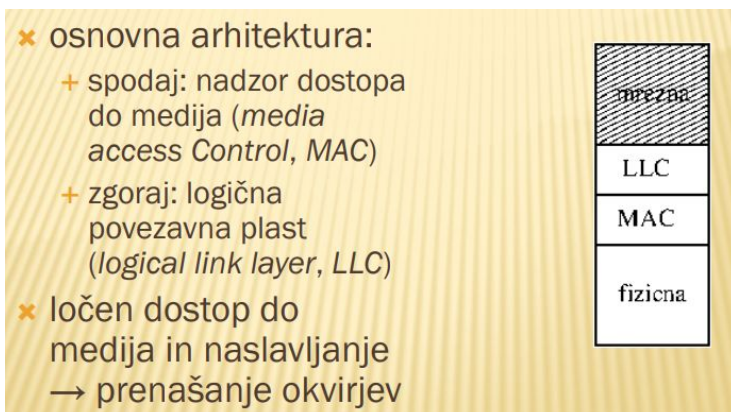 osnovna arhitektura:
+ spodaj: nadzor dostopa
do medija (media
access Control, MAC)
+ zgoraj: logična
povezavna plast
(logical link layer, LLC)
ločen dostop do
medija in naslavljanje
→ prenašanje okvirjev
mrezna
LLC
MAC
fizicna